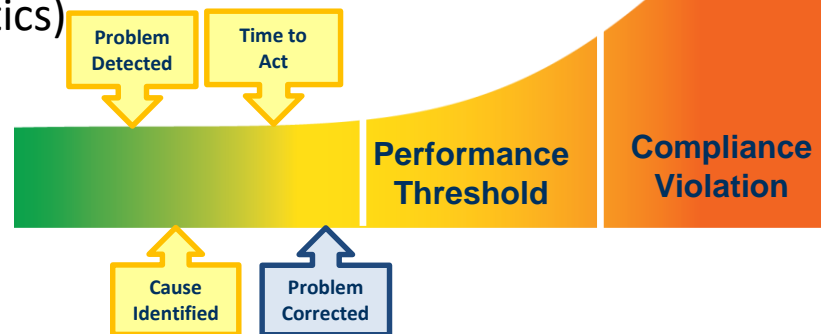 tics)
Problem
Detected
Time to
Act
Performance
Threshold
Compliance
Violation
Cause
Identified
Problem
Corrected